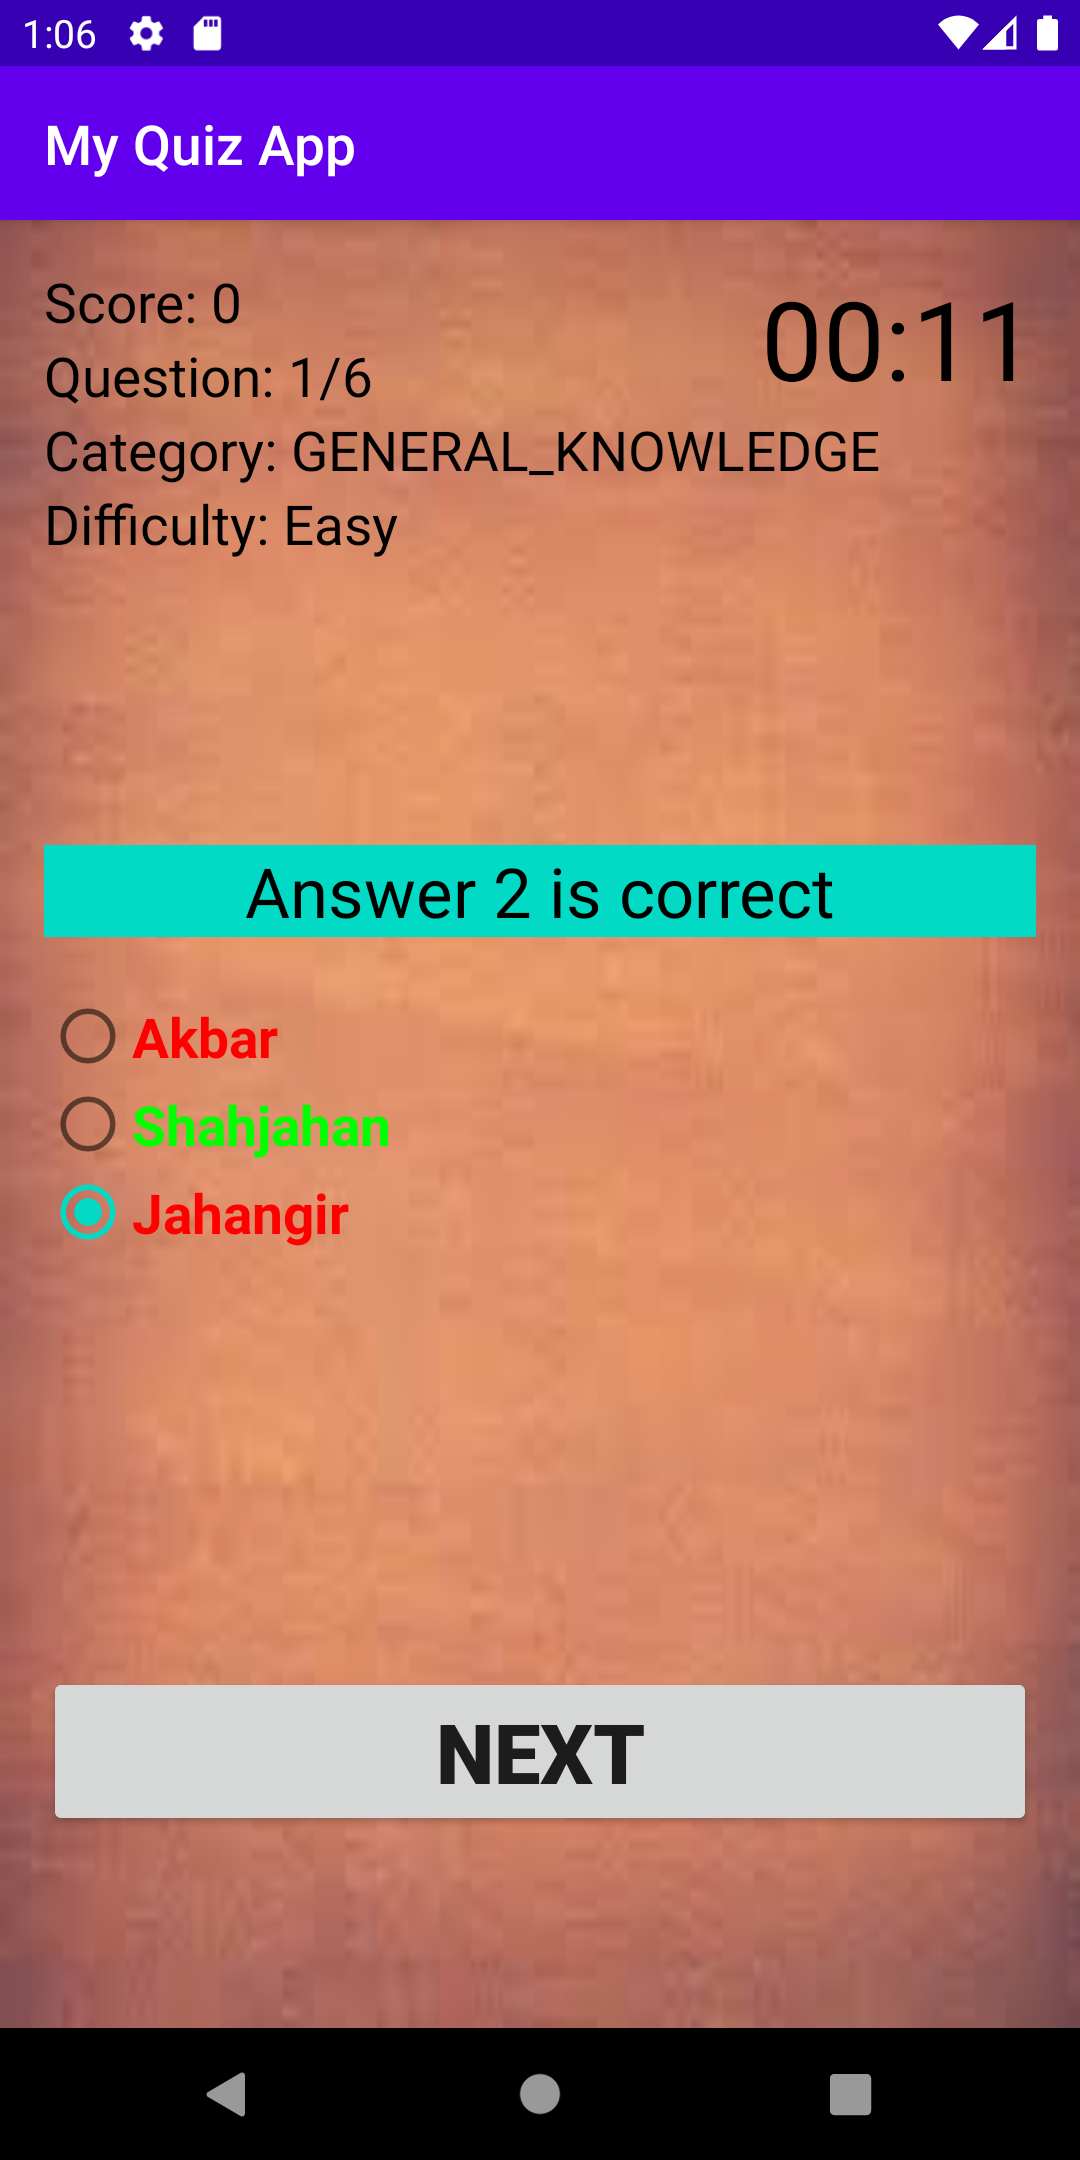 1:06
My Quiz App
Score: 0
00:11
Question: 1/6
Category: GENERAL_KNOWLEDGE
Difficulty: Easy
Answer 2 is correct
Akbar
Shahjahan
Jahangir
NEXT